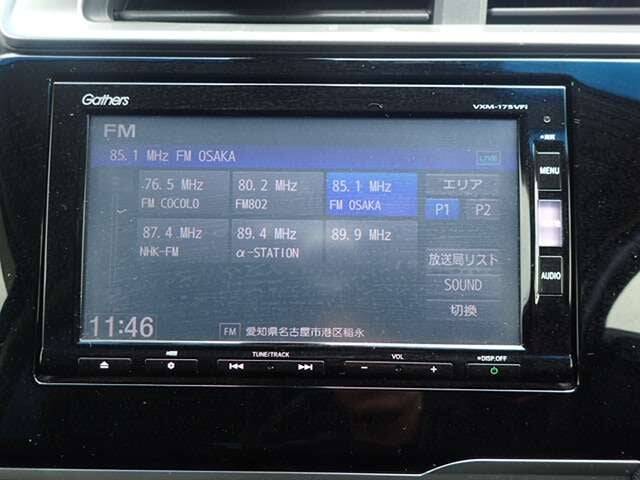 Gathers
VXM-175VFi
FM
85.1 MHz FM OSAKA
LIVE
76.5 MHz
FM COCOLO
80.2 MHz
FM802
85.1 MHz
FM OSAKA
エリア
P1 P2
87.4 MHz
NHK-FM
89.4 MHz
α-STATION
89.9 MHz
放送局リスト
SOUND
切換
11:46
FM 愛知県名古屋市港区稲永
MENU
AUDIO
TUNE/TRACK
VOL
DISP.OFF